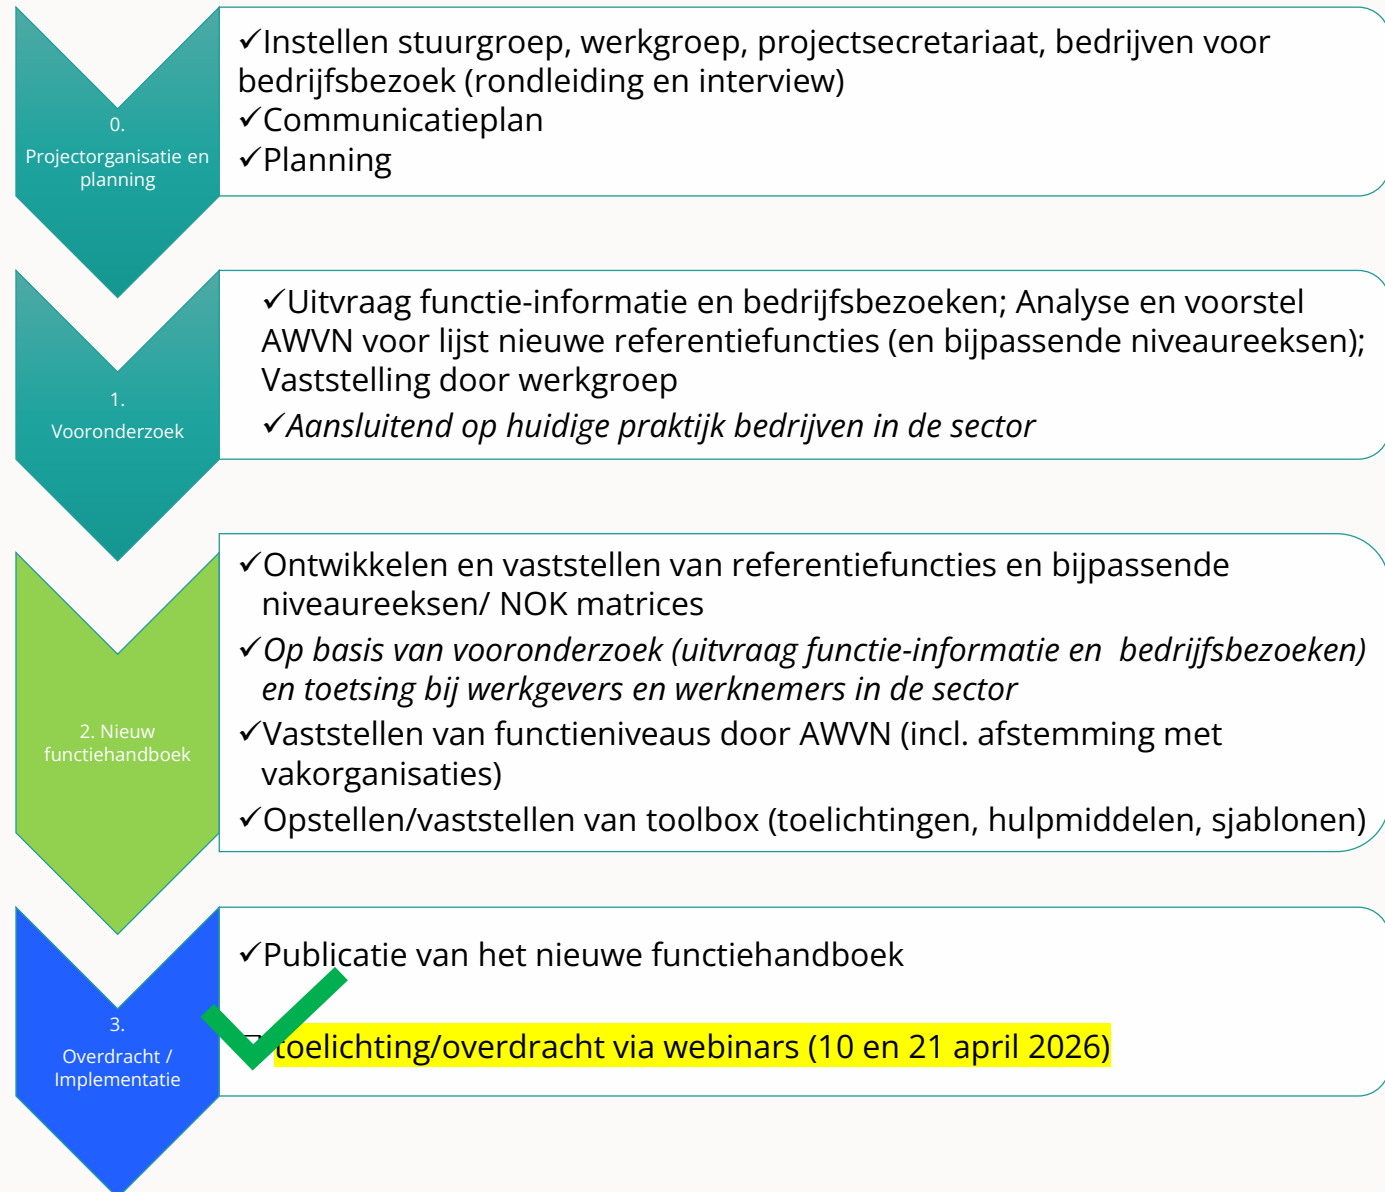 0.
Projectorganisatie en
planning
✓Instellen stuurgroep, werkgroep, projectsecretariaat, bedrijven voor
bedrijfsbezoek (rondleiding en interview)
✓Communicatieplan
✓Planning
1.
Vooronderzoek
✓Uitvraag functie-informatie en bedrijfsbezoeken; Analyse en voorstel
AWVN voor lijst nieuwe referentiefuncties (en bijpassende niveaureeksen);
Vaststelling door werkgroep
✓Aansluitend op huidige praktijk bedrijven in de sector
2. Nieuw
functiehandboek
✓Ontwikkelen en vaststellen van referentiefuncties en bijpassende
niveaureeksen/ NOK matrices
✓Op basis van vooronderzoek (uitvraag functie-informatie en  bedrijfsbezoeken)
en toetsing bij werkgevers en werknemers in de sector
✓Vaststellen van functieniveaus door AWVN (incl. afstemming met
vakorganisaties)
✓Opstellen/vaststellen van toolbox (toelichtingen, hulpmiddelen, sjablonen)
3.
Overdracht /
Implementatie
✓Publicatie van het nieuwe functiehandboek
toelichting/overdracht via webinars (10 en 21 april 2026)